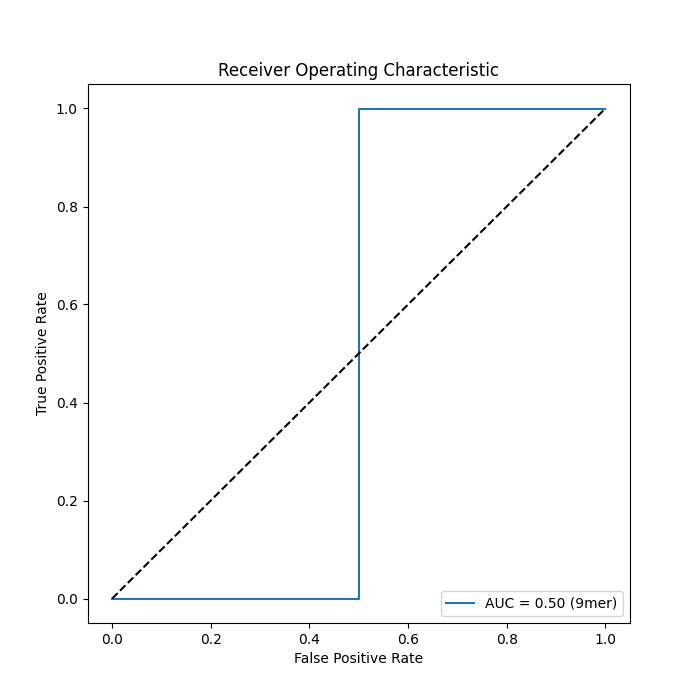 Receiver Operating Characteristic
1.0
0.8
0.6
0.4
0.2
0.0
True Positive Rate
AUC = 0.50 (9mer)
0.0 0.2 0.4 0.6 0.8 1.0
False Positive Rate